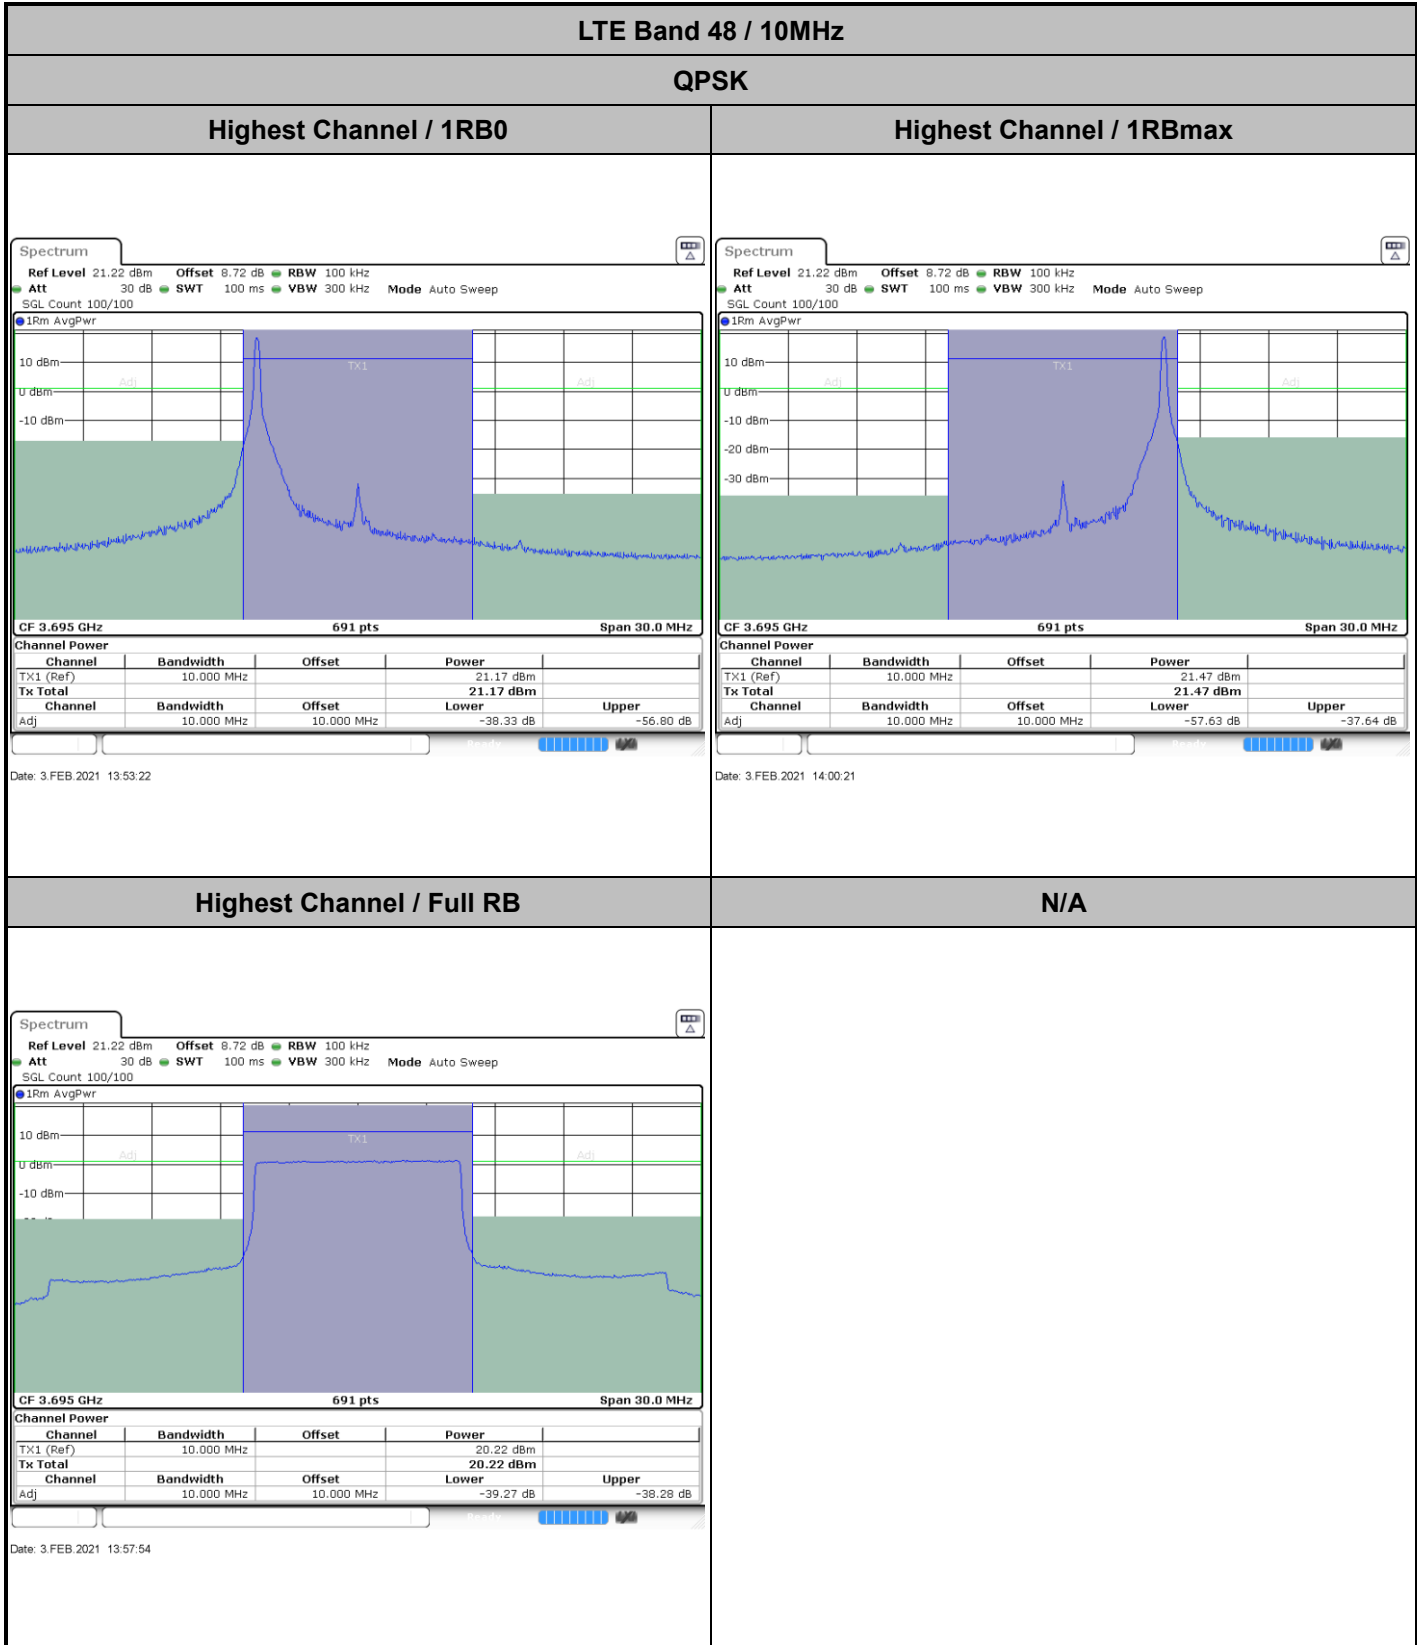 LTE Band 48 / 10MHz
QPSK
Highest Channel / 1RB0
Highest Channel / 1RBmax
Spectrum
Ref Level 21.22 dBm Offset 8.72 dB RBW 100 kHz
Att 30 dB SWT 100 ms VBW 300 kHz Mode Auto Sweep
SGL Count 100/100
1Rm AvgPwr
10 dBm
TX1
Adj
Adj
0 dBm
-10 dBm
CF 3.695 GHz 691 pts Span 30.0 MHz
Channel Power
Channel Bandwidth Offset Power
TX1 (Ref) 10.000 MHz 21.17 dBm
Tx Total 21.17 dBm
Channel Bandwidth Offset Lower Upper
Adj 10.000 MHz 10.000 MHz -38.33 dB -56.80 dB
Ready
Date: 3.FEB.2021 13:53:22
Spectrum
Ref Level 21.22 dBm Offset 8.72 dB RBW 100 kHz
Att 30 dB SWT 100 ms VBW 300 kHz Mode Auto Sweep
SGL Count 100/100
1Rm AvgPwr
10 dBm
TX1
Adj
Adj
0 dBm
-10 dBm
-20 dBm
-30 dBm
CF 3.695 GHz 691 pts Span 30.0 MHz
Channel Power
Channel Bandwidth Offset Power
TX1 (Ref) 10.000 MHz 21.47 dBm
Tx Total 21.47 dBm
Channel Bandwidth Offset Lower Upper
Adj 10.000 MHz 10.000 MHz -57.63 dB -37.64 dB
Ready
Date: 3.FEB.2021 14:00:21
Highest Channel / Full RB
N/A
Spectrum
Ref Level 21.22 dBm Offset 8.72 dB RBW 100 kHz
Att 30 dB SWT 100 ms VBW 300 kHz Mode Auto Sweep
SGL Count 100/100
1Rm AvgPwr
10 dBm
TX1
Adj
Adj
0 dBm
-10 dBm
CF 3.695 GHz 691 pts Span 30.0 MHz
Channel Power
Channel Bandwidth Offset Power
TX1 (Ref) 10.000 MHz 20.22 dBm
Tx Total 20.22 dBm
Channel Bandwidth Offset Lower Upper
Adj 10.000 MHz 10.000 MHz -39.27 dB -38.28 dB
Ready
Date: 3.FEB.2021 13:57:54